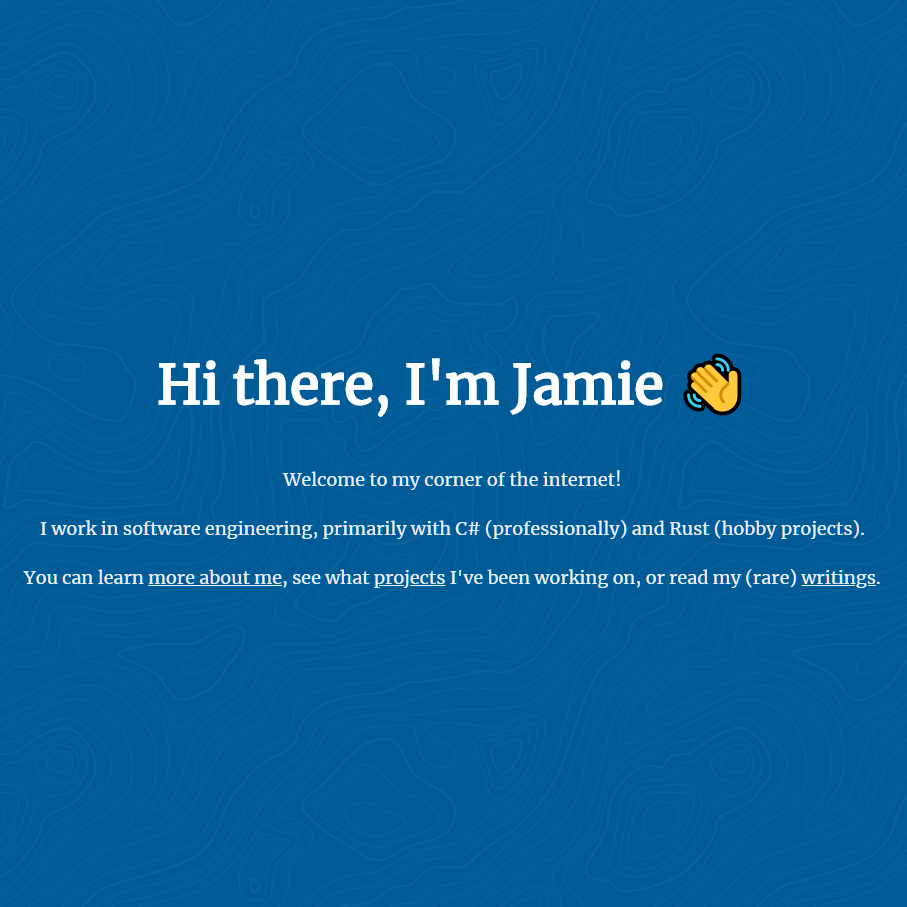 Hi there, I'm Jamie 👋
Welcome to my corner of the internet!
I work in software engineering, primarily with C# (professionally) and Rust (hobby projects).
You can learn more about me, see what projects I've been working on, or read my (rare) writings.